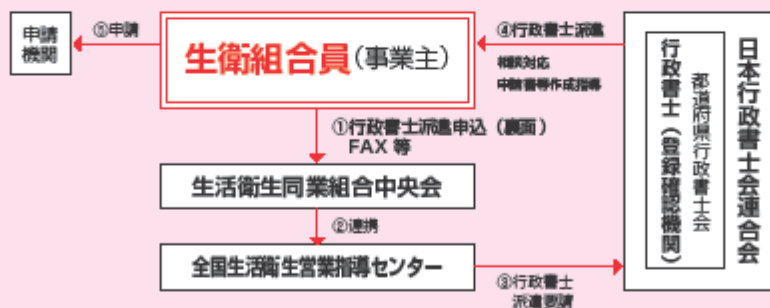 申請
機関
⑤申請
生衛組合員（事業主）
④行政書士派遣
相談対応
申請書等作成指導
①行政書士派遣申込（裏面）
FAX 等
生活衛生同業組合中央会
②連携
全国生活衛生営業指導センター
③行政書士
派遣要請
日本行政書士会連合会
都道府県行政書士会
行政書士（登録確認機関）